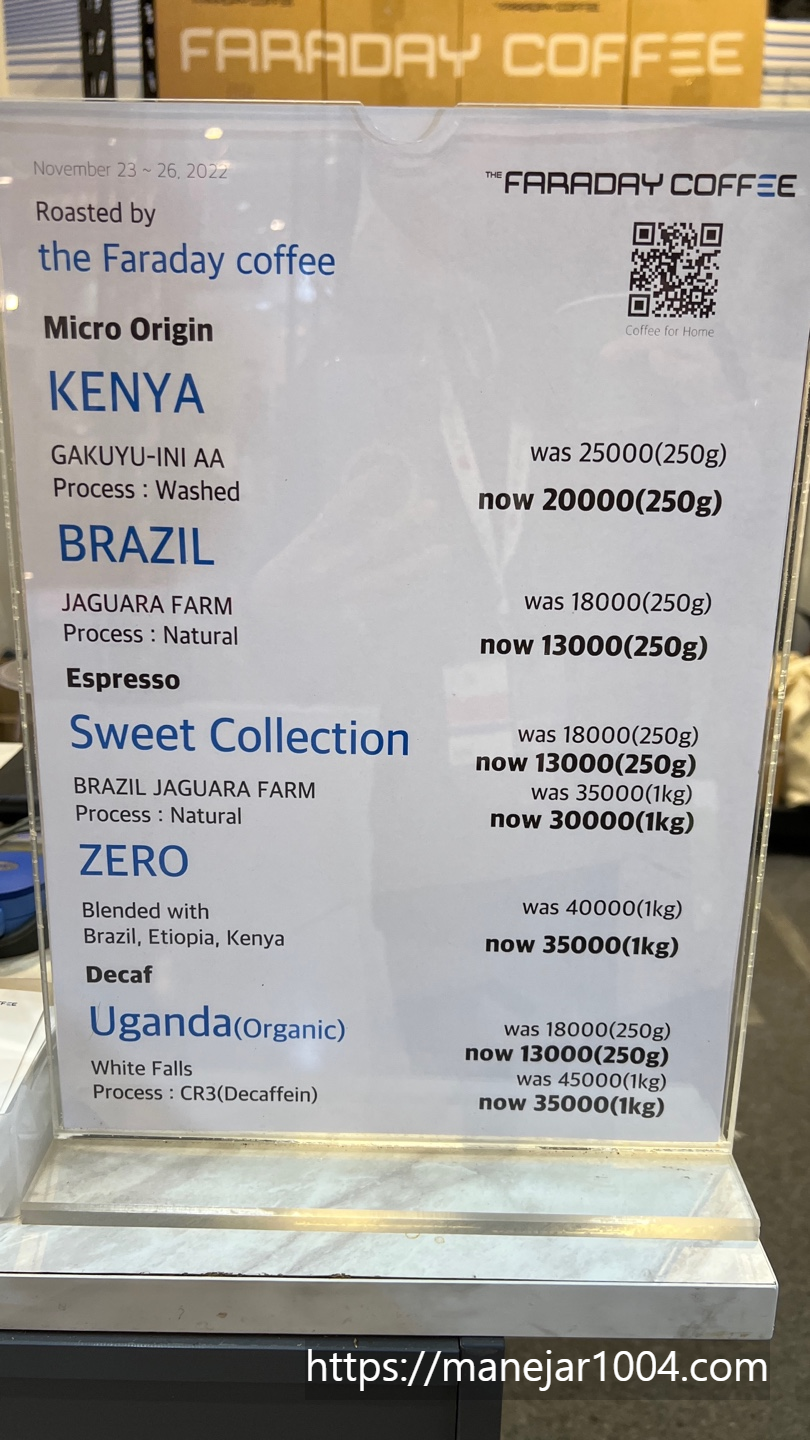 FARADAY COFFEE
November 23 ~ 26, 2022
THE FARADAY COFFEE
Roasted by
the Faraday coffee
Coffee for Home
Micro Origin
KENYA
GAKUYU-INI AA
was 25000(250g)
Process : Washed
now 20000(250g)
BRAZIL
JAGUARA FARM
was 18000(250g)
Process : Natural
now 13000(250g)
Espresso
Sweet Collection
was 18000(250g)
now 13000(250g)
BRAZIL JAGUARA FARM
was 35000(1kg)
Process : Natural
now 30000(1kg)
ZERO
Blended with
was 40000(1kg)
Brazil, Etiopia, Kenya
now 35000(1kg)
Decaf
Uganda(Organic)
was 18000(250g)
now 13000(250g)
White Falls
was 45000(1kg)
Process : CR3(Decaffein)
now 35000(1kg)
https://manejar1004.com